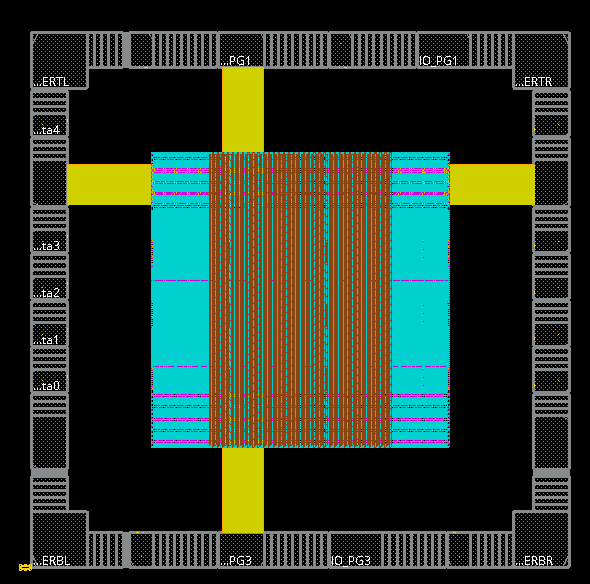 ...PG1
IO_PG1
...ERTL
...ERTR
...ta4
...ta3
...ta2
...ta1
...ta0
...ERBL
...PG3
IO_PG3
...ERBR